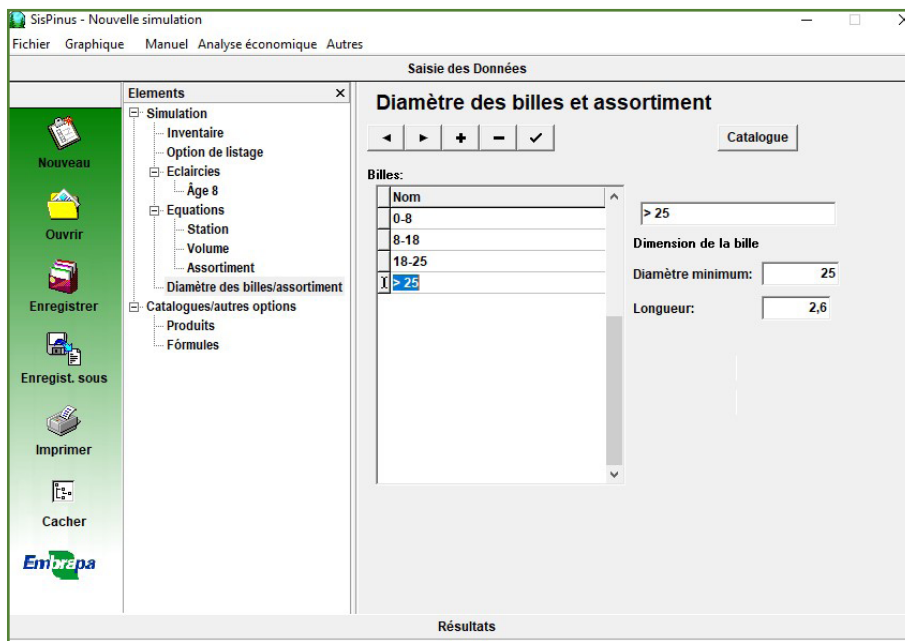 SisPinus - Nouvelle simulation
Fichier Graphique Manuel Analyse économique Autres
Saisie des Données
Nouveau
Ouvrir
Enregistrer
Enregist. sous
Imprimer
Cacher
Embrapa
Elements
Simulation
Inventaire
Option de listage
Eclaircies
Âge 8
Equations
Station
Volume
Assortiment
Diamètre des billes/assortiment
Catalogues/autres options
Produits
Fórmules
Diamètre des billes et assortiment
Catalogue
Billes:
Nom
0-8
8-18
18-25
> 25
> 25
Dimension de la bille
Diamètre minimum: 25
Longueur: 2,6
Résultats